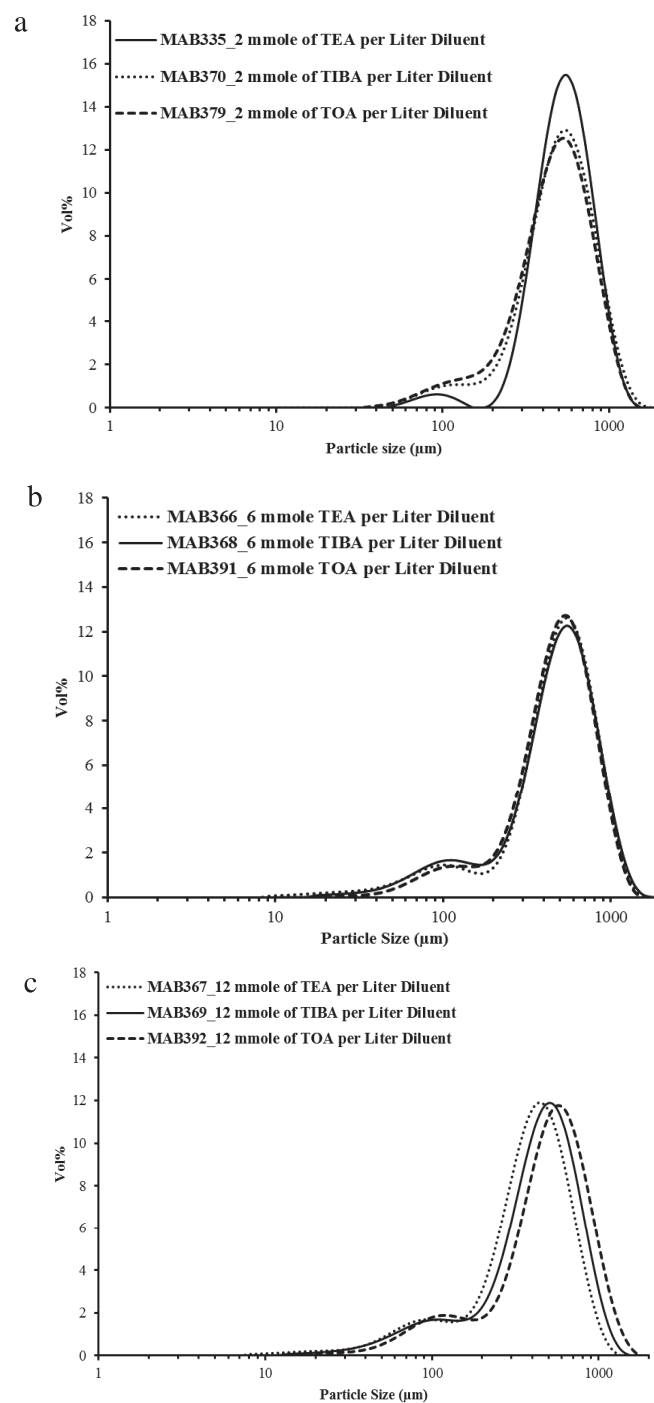 a
18
16
14
12
10
8
6
4
2
0
Vol%
MAB335_2 mmole of TEA per Liter Diluent
MAB370_2 mmole of TIBA per Liter Diluent
MAB379_2 mmole of TOA per Liter Diluent
1 10 100 1000
Particle size (µm)
b
18
16
14
12
10
8
6
4
2
0
Vol%
MAB366_6 mmole TEA per Liter Diluent
MAB368_6 mmole TIBA per Liter Diluent
MAB391_6 mmole TOA per Liter Diluent
1 10 100 1000
Particle Size (µm)
c
18
16
14
12
10
8
6
4
2
0
Vol%
MAB367_12 mmole of TEA per Liter Diluent
MAB369_12 mmole of TIBA per Liter Diluent
MAB392_12 mmole of TOA per Liter Diluent
1 10 100 1000
Particle Size (µm)